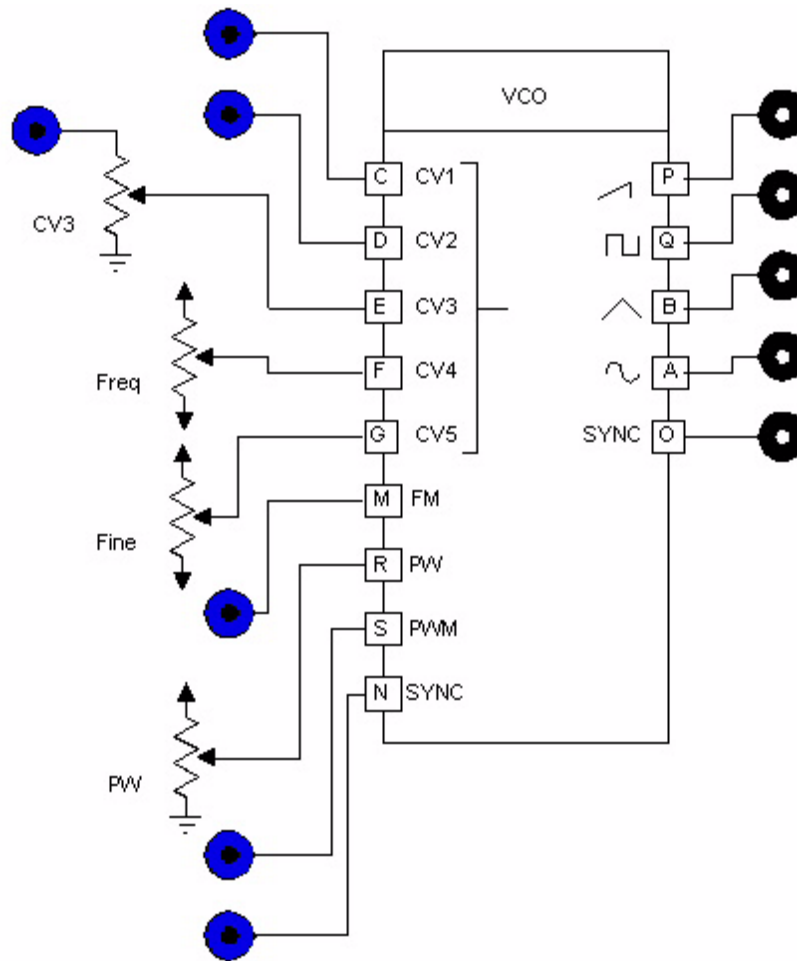 VCO
C CV1
P
D CV2
Q
CV3
E CV3
B
F CV4
A
Freq
G CV5
SYNC O
M FM
Fine
R PW
S PWM
N SYNC
PW